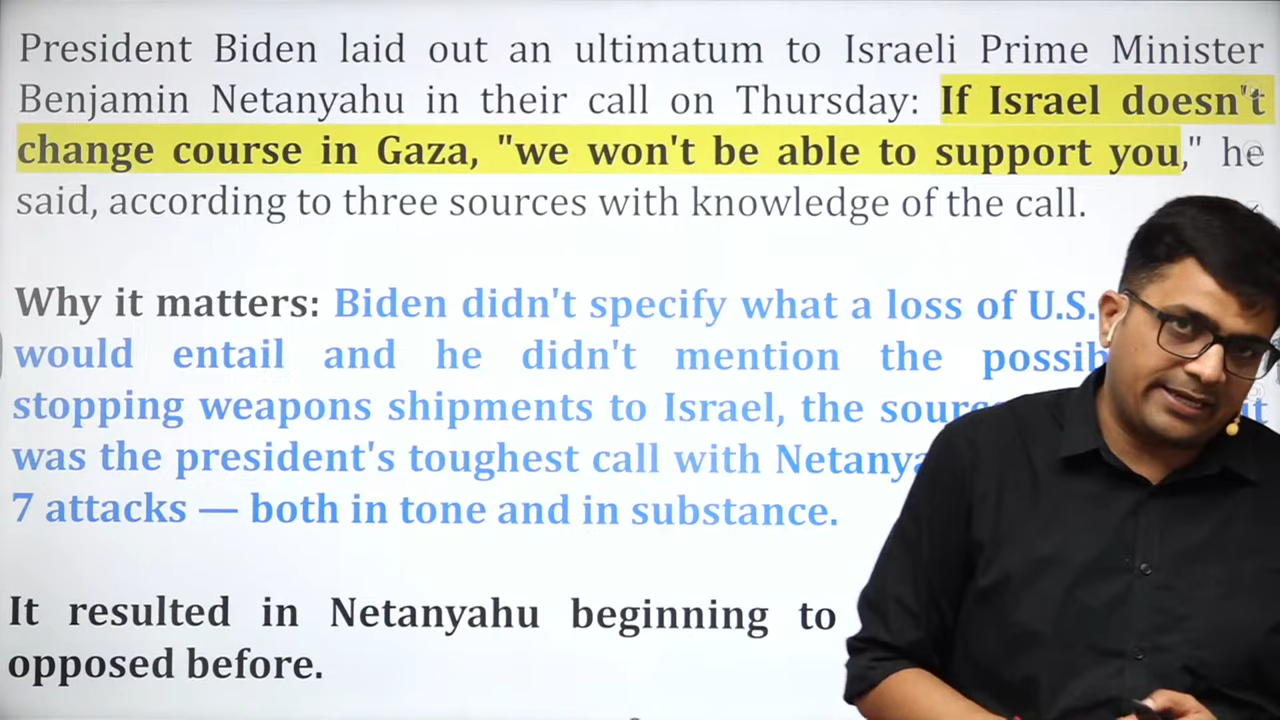 President Biden laid out an ultimatum to Israeli Prime Minister
Benjamin Netanyahu in their call on Thursday: If Israel doesn't
change course in Gaza, "we won't be able to support you," he
said, according to three sources with knowledge of the call.
Why it matters: Biden didn't specify what a loss of U.S.
would entail and he didn't mention the
stopping weapons shipments to Israel, the
was the president's toughest call with
7 attacks — both in tone and in substance.
It resulted in Netanyahu beginning to
opposed before.